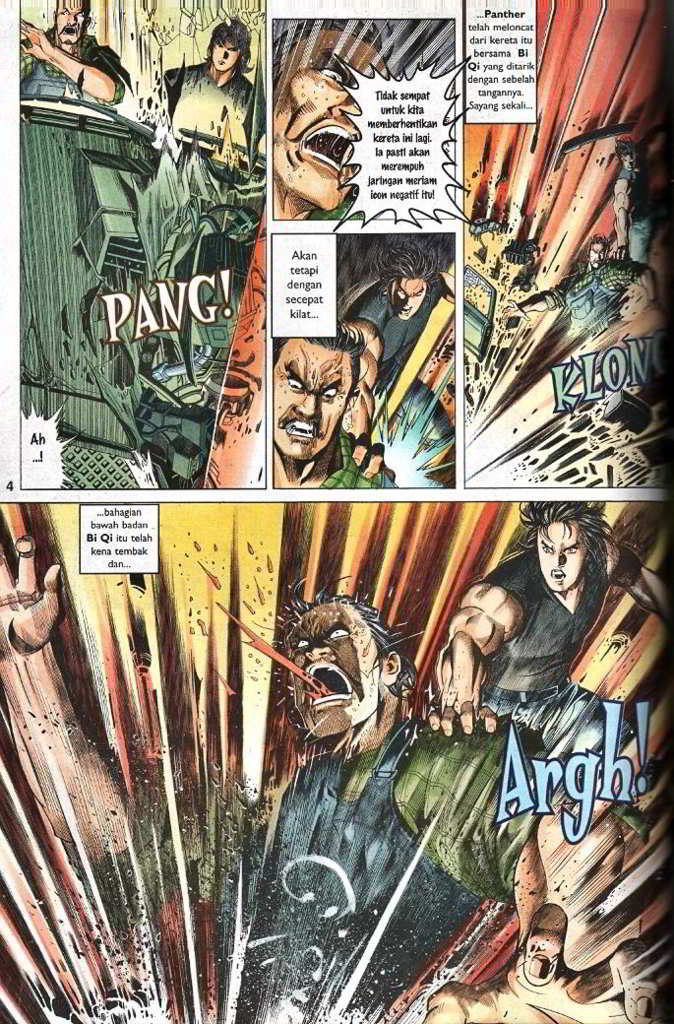 Tidak sempat
untuk kita
memberhentikan
kereta ini lagi.
Ia pasti akan
merempuh
jaringan meriam
icon negatif itu!
...Panther
telah meloncat
dari kereta itu
bersama Bi
Qi yang ditarik
dengan sebelah
tangannya.
Sayang sekali...
PANG!
Ah
...!
Akan
tetapi
dengan
secepat
kilat...
KLONG
4
...bahagian
bawah badan
Bi Qi itu telah
kena tembak
dan...
Argh!